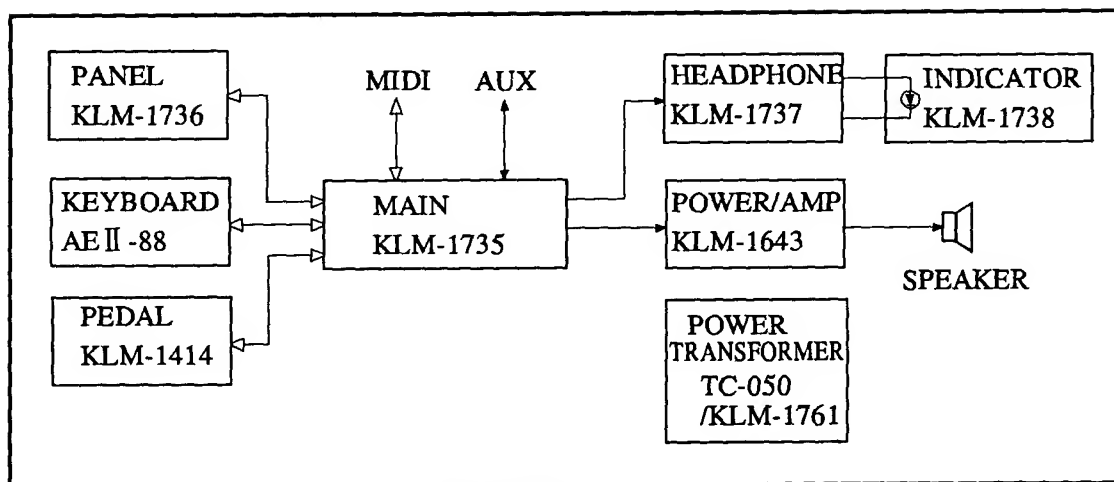 PANEL
KLM-1736
MIDI
AUX
HEADPHONE
KLM-1737
INDICATOR
KLM-1738
KEYBOARD
AEⅡ-88
MAIN
KLM-1735
POWER/AMP
KLM-1643
SPEAKER
PEDAL
KLM-1414
POWER
TRANSFORMER
TC-050
/KLM-1761